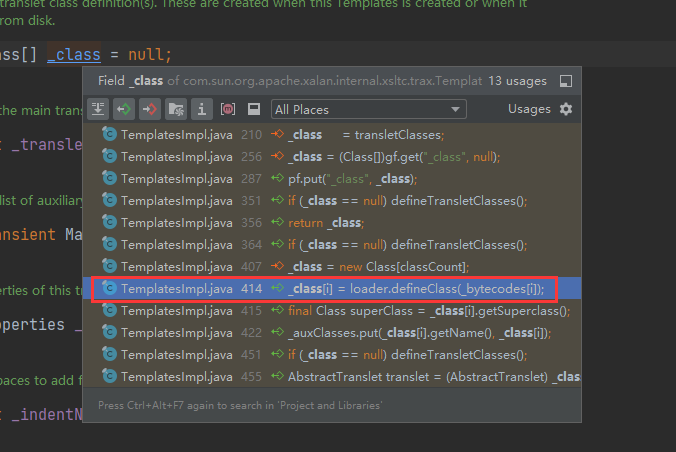 translet class definition(s). These are created when this Templates is created or when it
from disk.
ass[] _class = null;
Field _class of com.sun.org.apache.xalan.internal.xsltc.trax.Templat 13 usages
All Places Usages
the main trans
t _transle
list of auxiliary
ansient Ma
erties of this t
roperties _
paces to add f
t _indentN
TemplatesImpl.java 210 _class = transletClasses;
TemplatesImpl.java 256 _class = (Class[])gf.get("_class", null);
TemplatesImpl.java 287 pf.put("_class", _class);
TemplatesImpl.java 351 if (_class == null) defineTransletClasses();
TemplatesImpl.java 356 return _class;
TemplatesImpl.java 364 if (_class == null) defineTransletClasses();
TemplatesImpl.java 407 _class = new Class[classCount];
TemplatesImpl.java 414 _class[i] = loader.defineClass(_bytecodes[i]);
TemplatesImpl.java 415 final Class superClass = _class[i].getSuperclass();
TemplatesImpl.java 422 _auxClasses.put(_class[i].getName(), _class[i]);
TemplatesImpl.java 451 if (_class == null) defineTransletClasses();
TemplatesImpl.java 455 AbstractTranslet translet = (AbstractTranslet) _clas
Press Ctrl+Alt+F7 again to search in 'Project and Libraries'